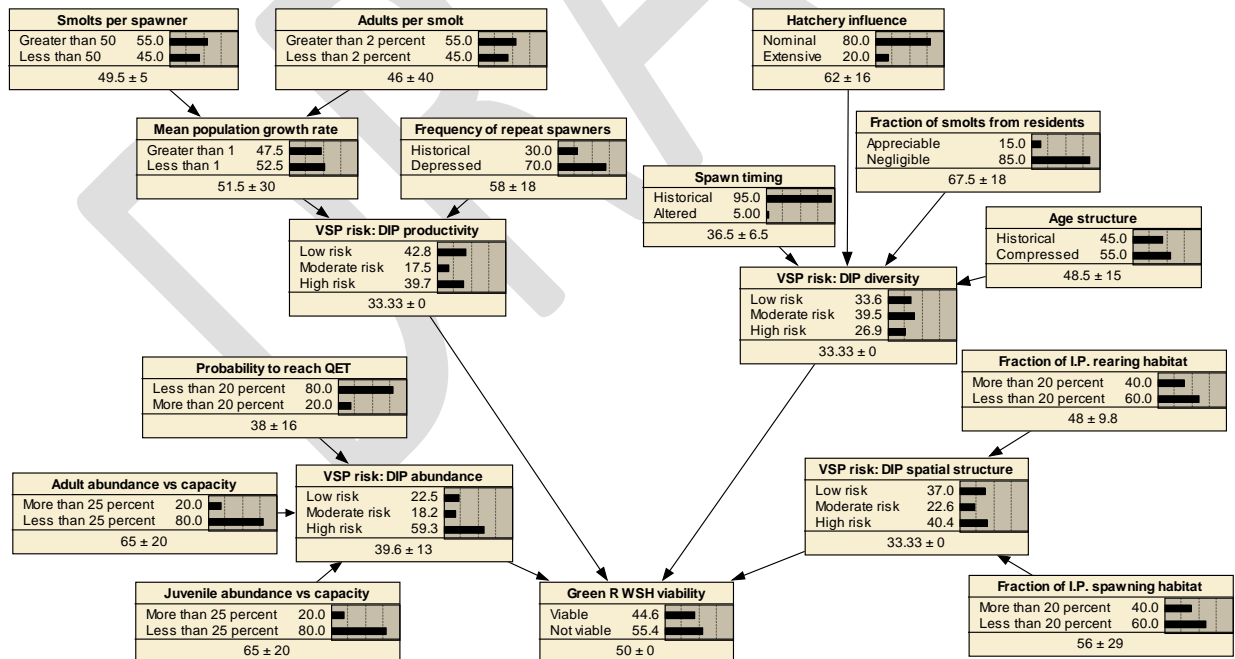 Smolts per spawner
Greater than 50 55.0
Less than 50 45.0
49.5 ± 5
Adults per smolt
Greater than 2 percent 55.0
Less than 2 percent 45.0
46 ± 40
Hatchery influence
Nominal 80.0
Extensive 20.0
62 ± 16
Mean population growth rate
Greater than 1 47.5
Less than 1 52.5
51.5 ± 30
Frequency of repeat spawners
Historical 30.0
Depressed 70.0
58 ± 18
Fraction of smolts from residents
Appreciable 15.0
Negligible 85.0
67.5 ± 18
Spawn timing
Historical 95.0
Altered 5.00
36.5 ± 6.5
Age structure
Historical 45.0
Compressed 55.0
48.5 ± 15
VSP risk: DIP productivity
Low risk 42.8
Moderate risk 17.5
High risk 39.7
33.33 ± 0
VSP risk: DIP diversity
Low risk 33.6
Moderate risk 39.5
High risk 26.9
33.33 ± 0
Probability to reach QET
Less than 20 percent 80.0
More than 20 percent 20.0
38 ± 16
Fraction of I.P. rearing habitat
More than 20 percent 40.0
Less than 20 percent 60.0
48 ± 9.8
Adult abundance vs capacity
More than 25 percent 20.0
Less than 25 percent 80.0
65 ± 20
VSP risk: DIP abundance
Low risk 22.5
Moderate risk 18.2
High risk 59.3
39.6 ± 13
VSP risk: DIP spatial structure
Low risk 37.0
Moderate risk 22.6
High risk 40.4
33.33 ± 0
Juvenile abundance vs capacity
More than 25 percent 20.0
Less than 25 percent 80.0
65 ± 20
Green R WSH viability
Viable 44.6
Not viable 55.4
50 ± 0
Fraction of I.P. spawning habitat
More than 20 percent 40.0
Less than 20 percent 60.0
56 ± 29